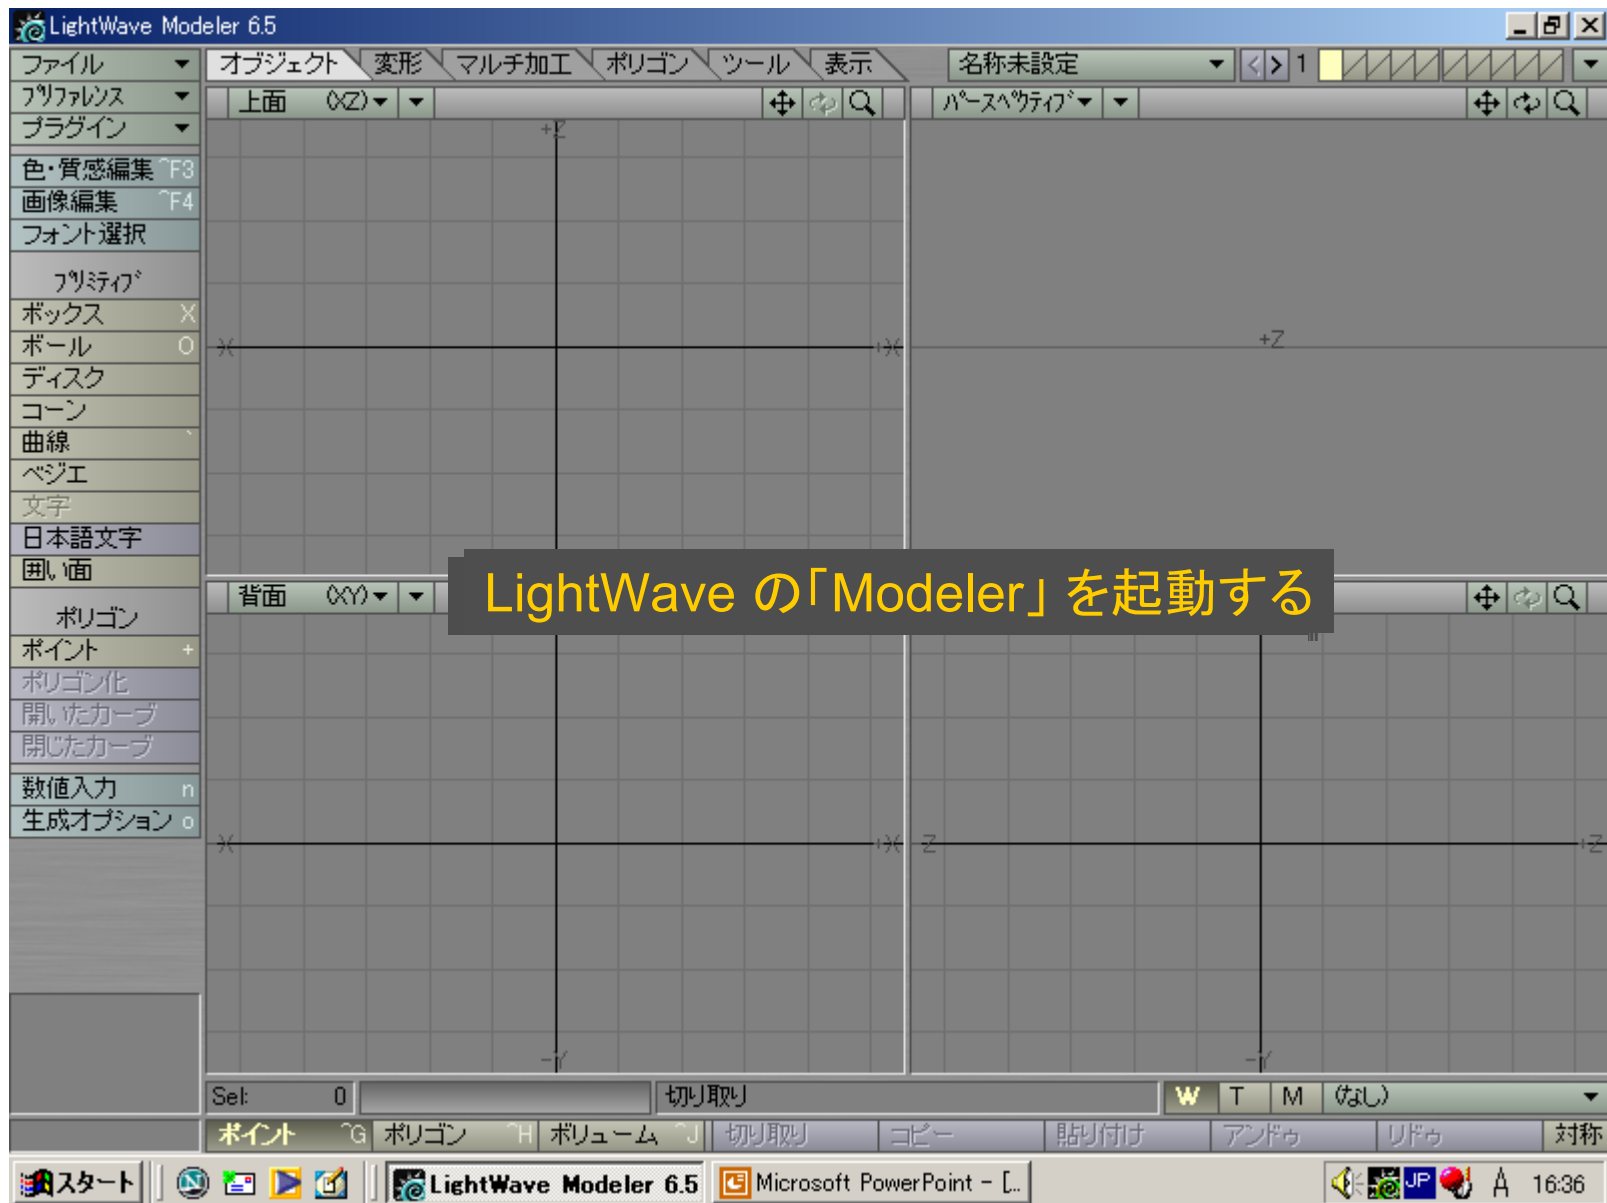 LightWave Modeler 6.5
ファイル
プリファレンス
プラグイン
オブジェクト 変形 マルチ加工 ポリゴン ツール 表示 名称未設定 1
上面 (XZ)
パースペクティブ
色・質感編集 ^F3
画像編集 ^F4
フォント選択
プリミティブ
ボックス X
ボール O
ディスク
コーン
曲線 `
ベジエ
文字
日本語文字
囲い面
ポリゴン
ポイント +
ポリゴン化
開いたカーブ
閉じたカーブ
数値入力 n
生成オプション o
+Z
-X +X
+Z
LightWave の「Modeler」を起動する
背面 (XY)
-X +X
-Z +Z
-Y
-Y
Sel: 0 切り取り W T M (なし)
ポイント ^G ポリゴン ^H ボリューム ^J 切り取り コピー 貼り付け アンドゥ リドゥ 対称
スタート LightWave Modeler 6.5 Microsoft PowerPoint - [... JP A 16:36